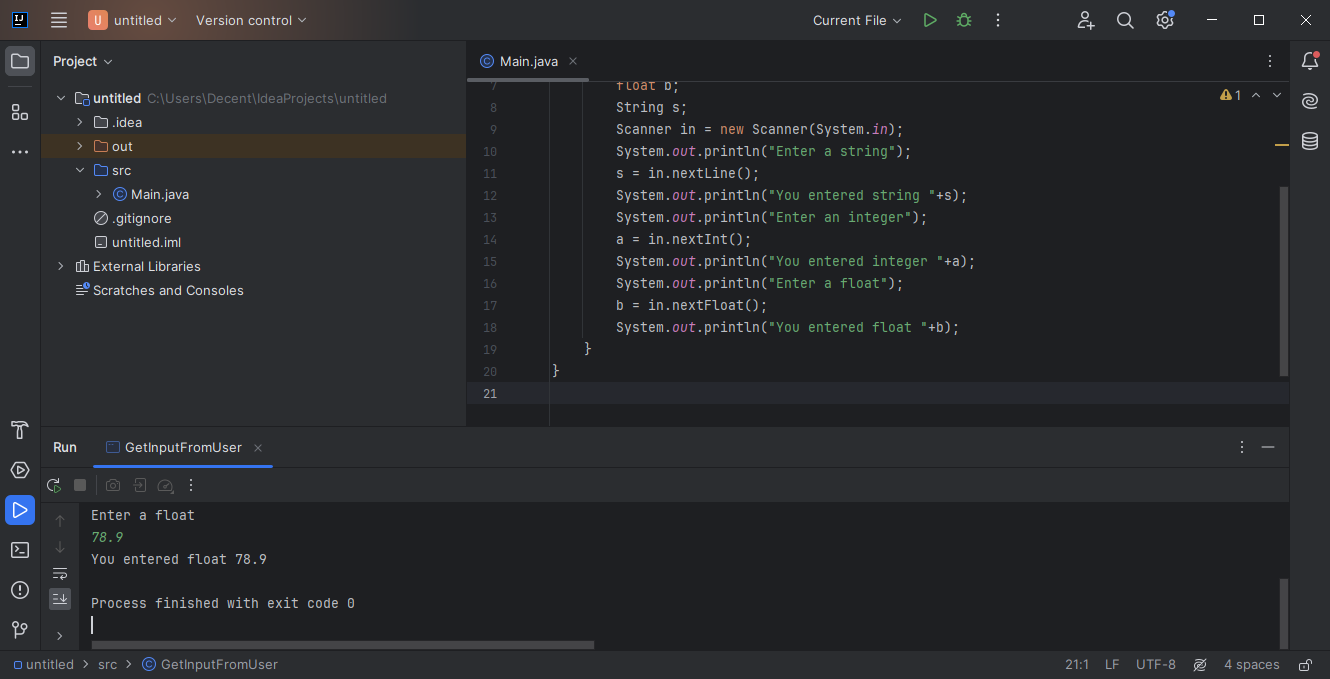 U untitled Version control Current File
Project
Main.java
untitled C:\Users\Decent\IdeaProjects\untitled
.idea
out
src
Main.java
.gitignore
untitled.iml
External Libraries
Scratches and Consoles
1
7 float b;
8 String s;
9 Scanner in = new Scanner(System.in);
10 System.out.println("Enter a string");
11 s = in.nextLine();
12 System.out.println("You entered string "+s);
13 System.out.println("Enter an integer");
14 a = in.nextInt();
15 System.out.println("You entered integer "+a);
16 System.out.println("Enter a float");
17 b = in.nextFloat();
18 System.out.println("You entered float "+b);
19 }
20 }
21
Run GetInputFromUser
Enter a float
78.9
You entered float 78.9
Process finished with exit code 0
untitled > src > GetInputFromUser 21:1 LF UTF-8 4 spaces